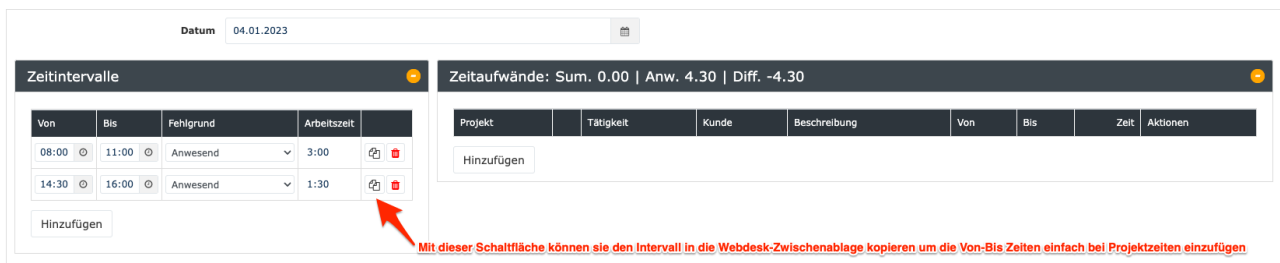 Datum 04.01.2023
Zeitintervalle
Von Bis Fehlgrund Arbeitszeit
08:00 11:00 Anwesend 3:00
14:30 16:00 Anwesend 1:30
Hinzufügen
Zeitaufwände: Sum. 0.00 | Anw. 4.30 | Diff. -4.30
Projekt Tätigkeit Kunde Beschreibung Von Bis Zeit Aktionen
Hinzufügen
Mit dieser Schaltfläche können sie den Intervall in die Webdesk-Zwischenablage kopieren um die Von-Bis Zeiten einfach bei Projektzeiten einzufügen